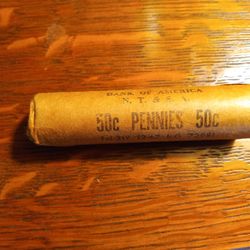 BANK OF AMERICA
N. T. & S. A.
50c PENNIES 50c